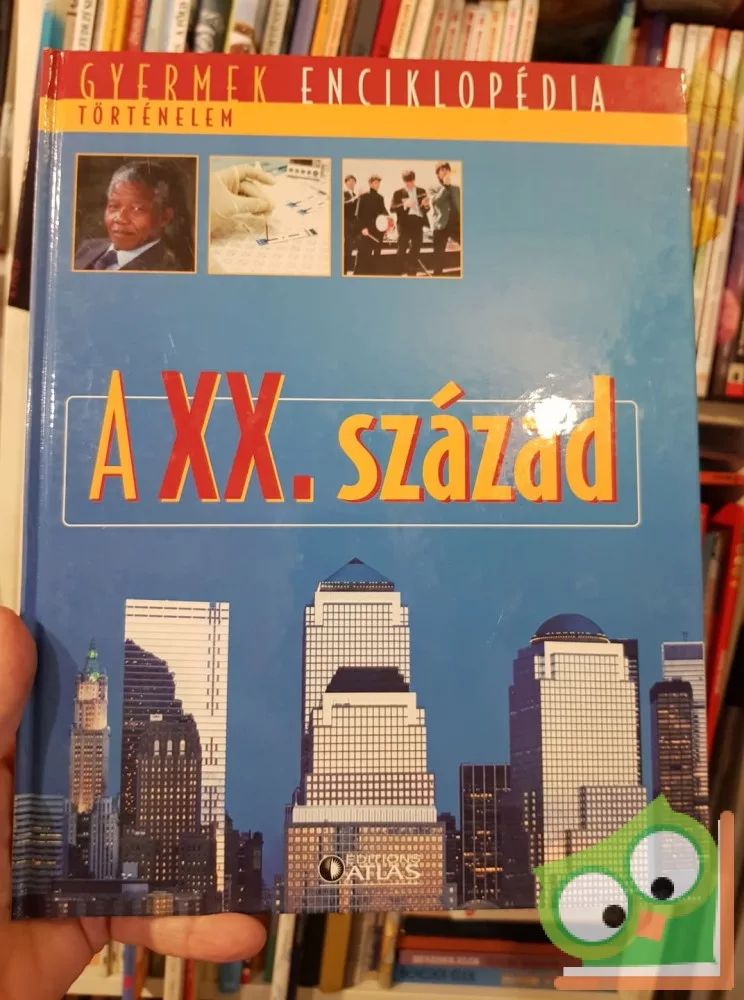 GYERMEK ENCIKLOPÉDIA
TÖRTÉNELEM
A XX. század
EDITIONS
ATLAS